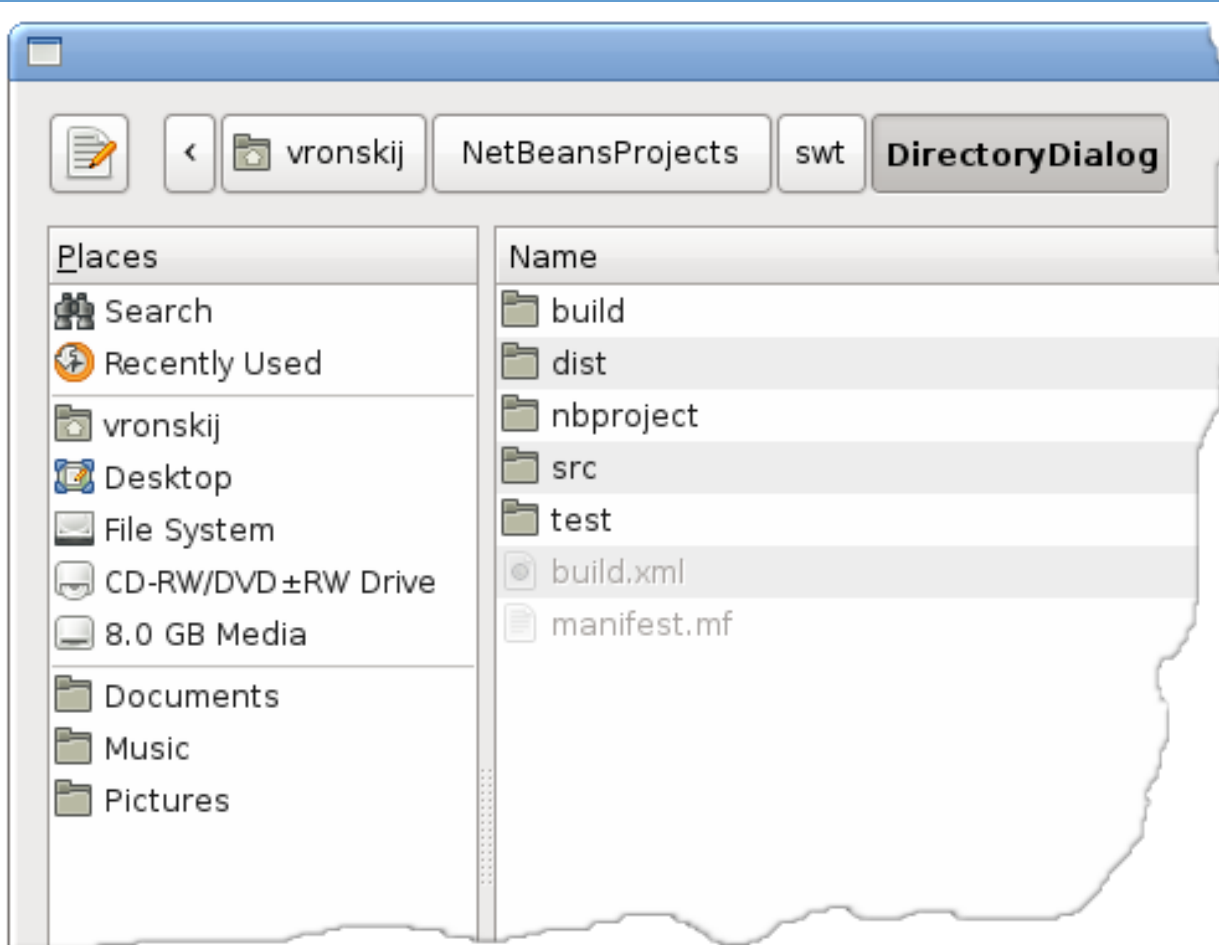 vronskij NetBeansProjects swt DirectoryDialog
Places
Search
Recently Used
vronskij
Desktop
File System
CD-RW/DVD±RW Drive
8.0 GB Media
Documents
Music
Pictures
Name
build
dist
nbproject
src
test
build.xml
manifest.mf